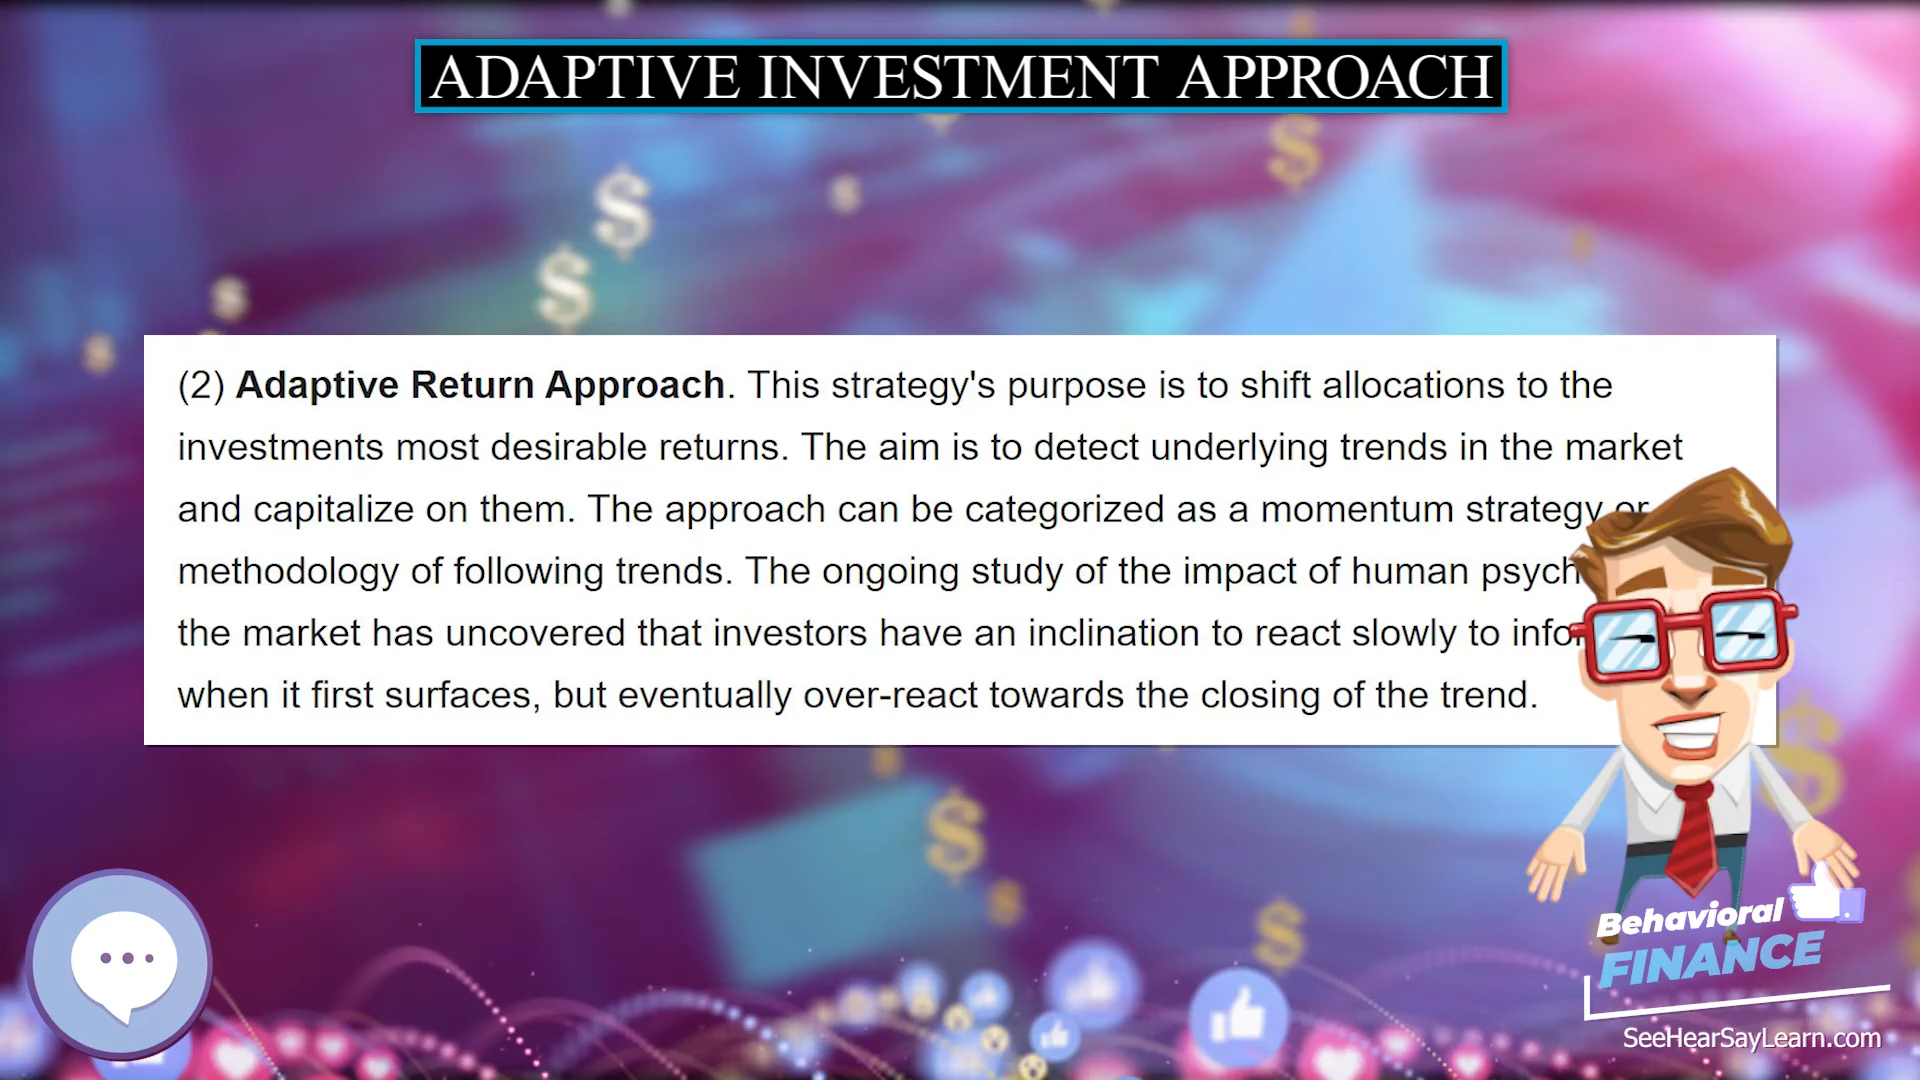 ADAPTIVE INVESTMENT APPROACH
(2) Adaptive Return Approach. This strategy's purpose is to shift allocations to the
investments most desirable returns. The aim is to detect underlying trends in the market
and capitalize on them. The approach can be categorized as a momentum strategy or
methodology of following trends. The ongoing study of the impact of human
the market has uncovered that investors have an inclination to react slowly to
when it first surfaces, but eventually over-react towards the closing of the trend.
Behavioral
FINANCE
SeeHearSayLearn.com